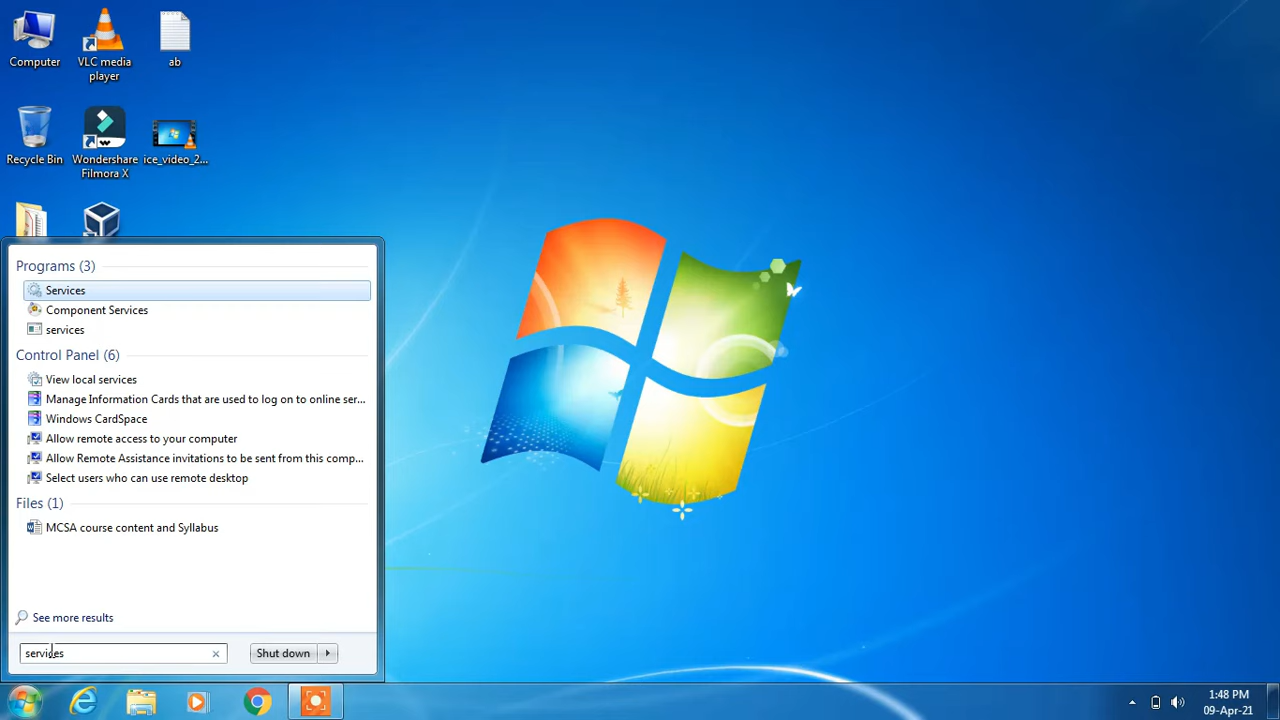 Computer
VLC media
player
ab
Recycle Bin
Wondershare
Filmora X
ice_video_2...
Programs (3)
Services
Component Services
services
Control Panel (6)
View local services
Manage Information Cards that are used to log on to online ser...
Windows CardSpace
Allow remote access to your computer
Allow Remote Assistance invitations to be sent from this comp...
Select users who can use remote desktop
Files (1)
MCSA course content and Syllabus
See more results
services
Shut down
1:48 PM
09-Apr-21